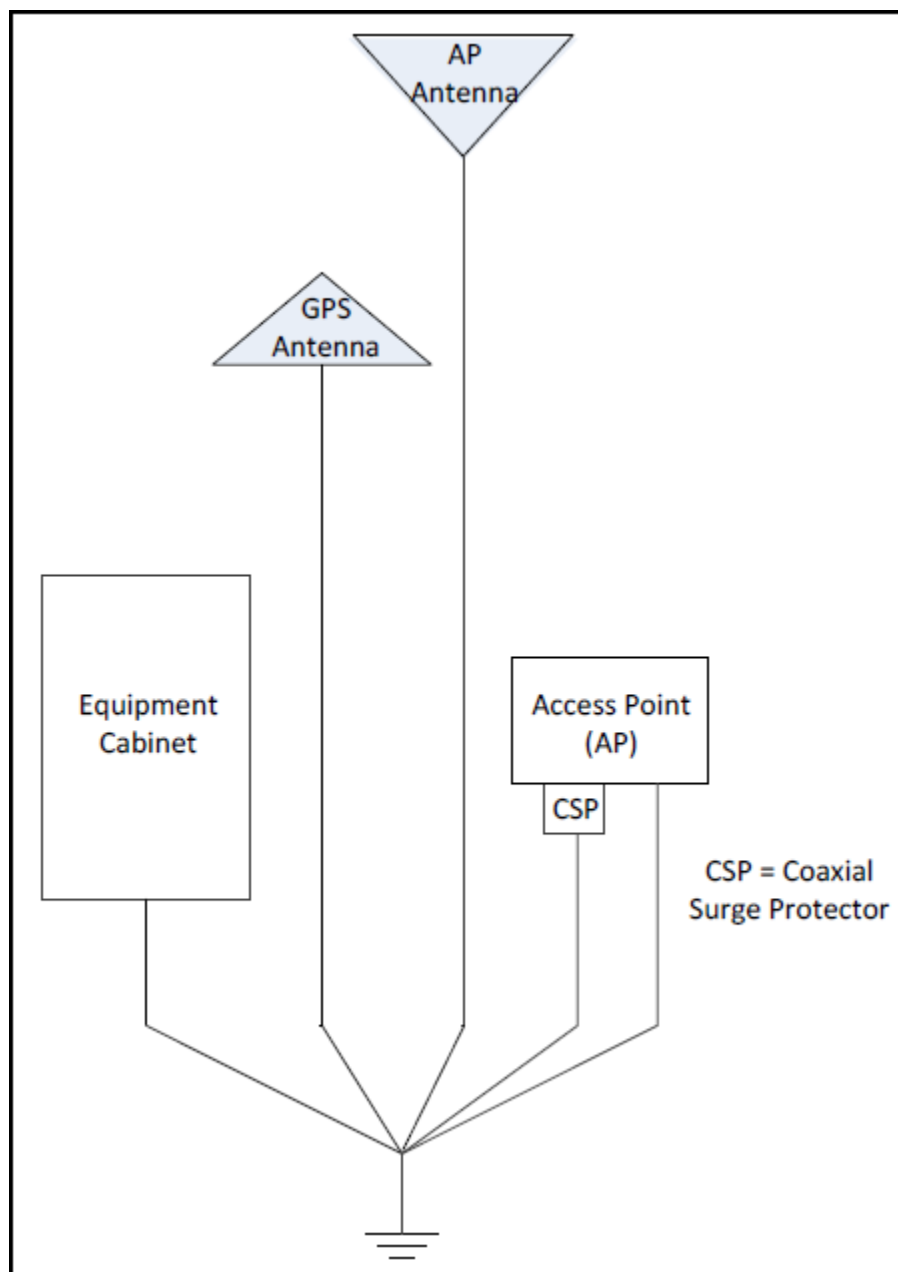 AP
Antenna
GPS
Antenna
Equipment
Cabinet
Access Point
(AP)
CSP
CSP = Coaxial
Surge Protector